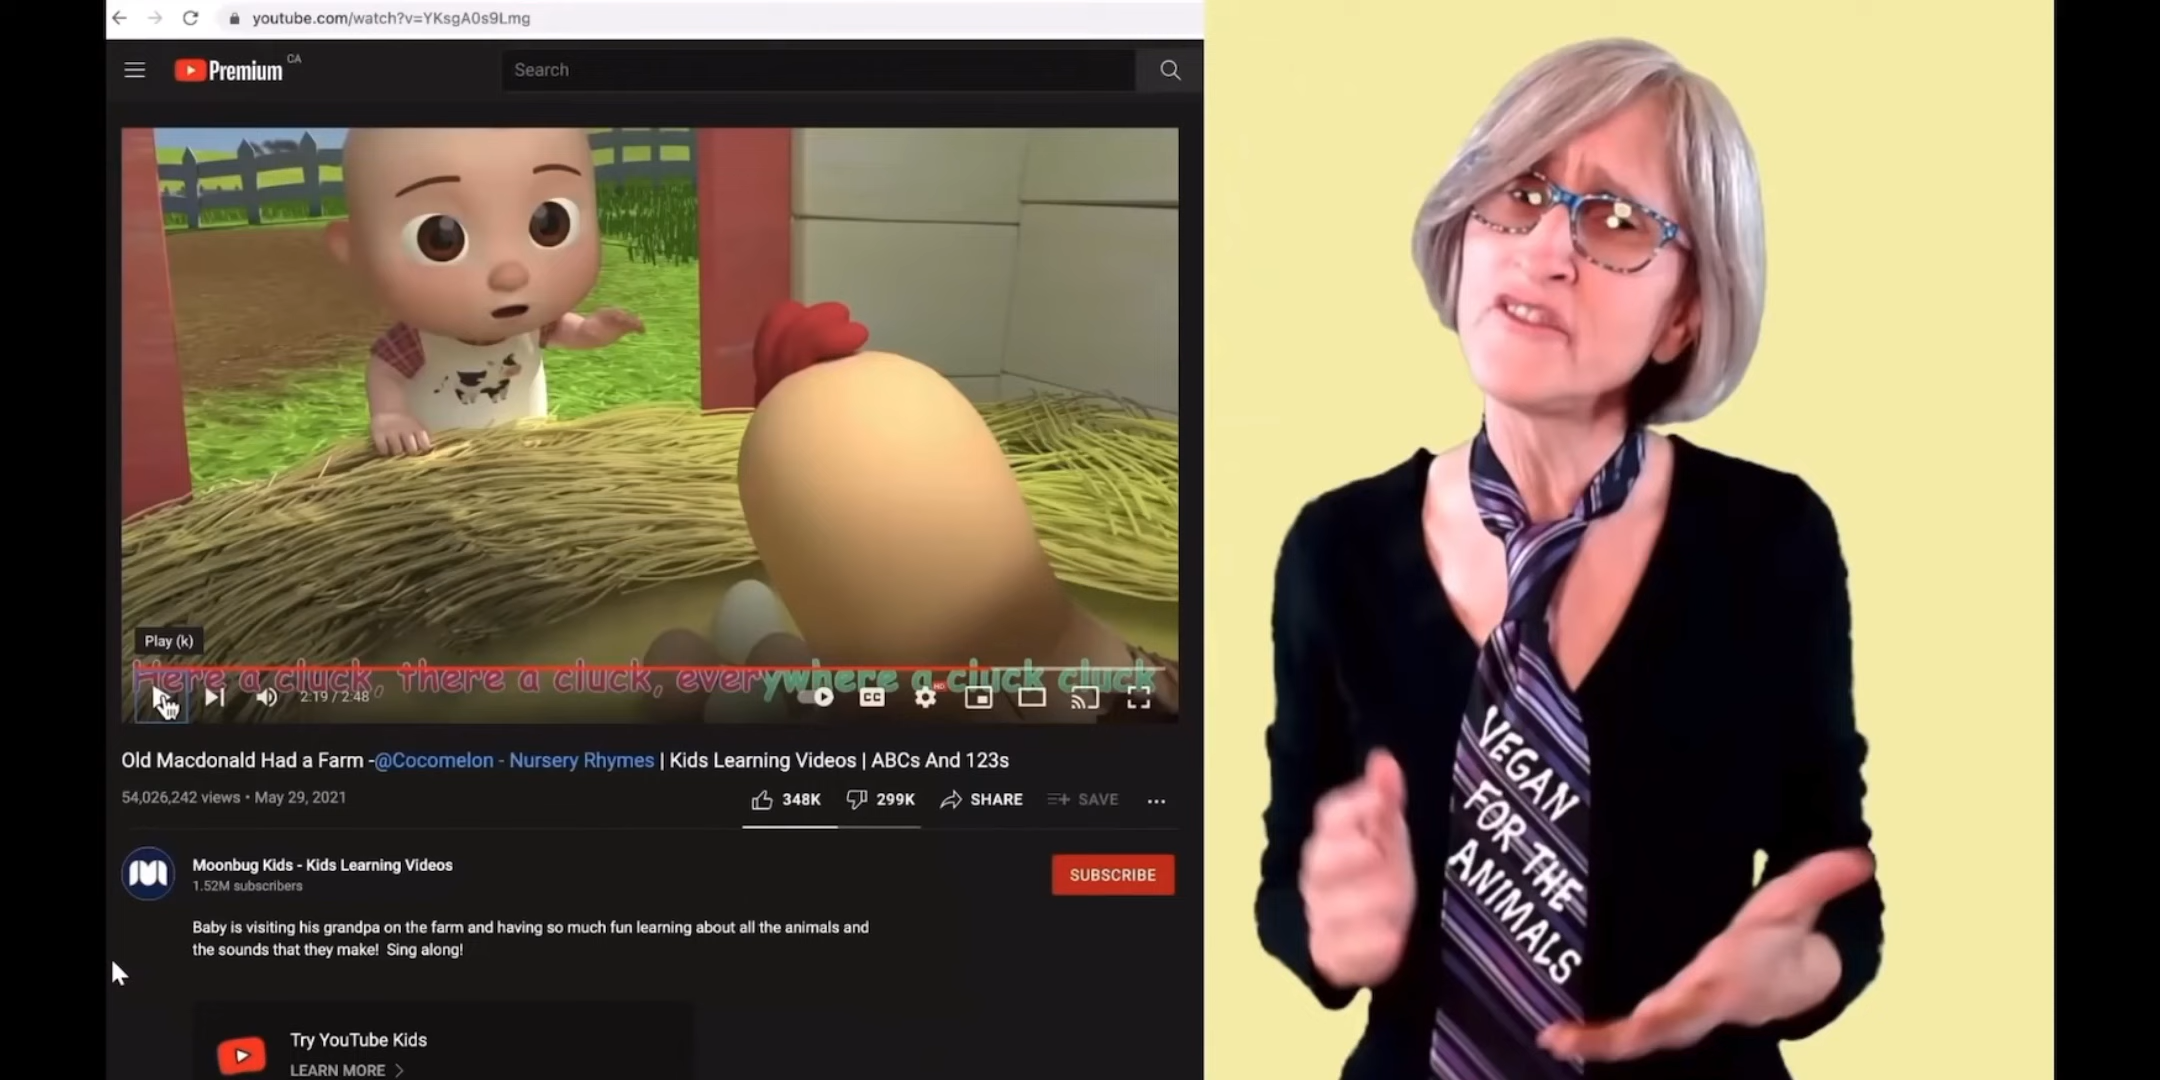 youtube.com/watch?v=YKsgA0s9Lmg
Premium CA
Search
Play (k)
Here a cluck there a cluck, everywhere a cluck cluck
2:19 / 2:48
CC
HD
Old Macdonald Had a Farm -@Cocomelon - Nursery Rhymes | Kids Learning Videos | ABCs And 123s
54,026,242 views • May 29, 2021
348K
299K
SHARE
SAVE
Moonbug Kids - Kids Learning Videos
1.52M subscribers
SUBSCRIBE
Baby is visiting his grandpa on the farm and having so much fun learning about all the animals and
the sounds that they make! Sing along!
Try YouTube Kids
LEARN MORE
VEGAN
FOR THE
ANIMALS